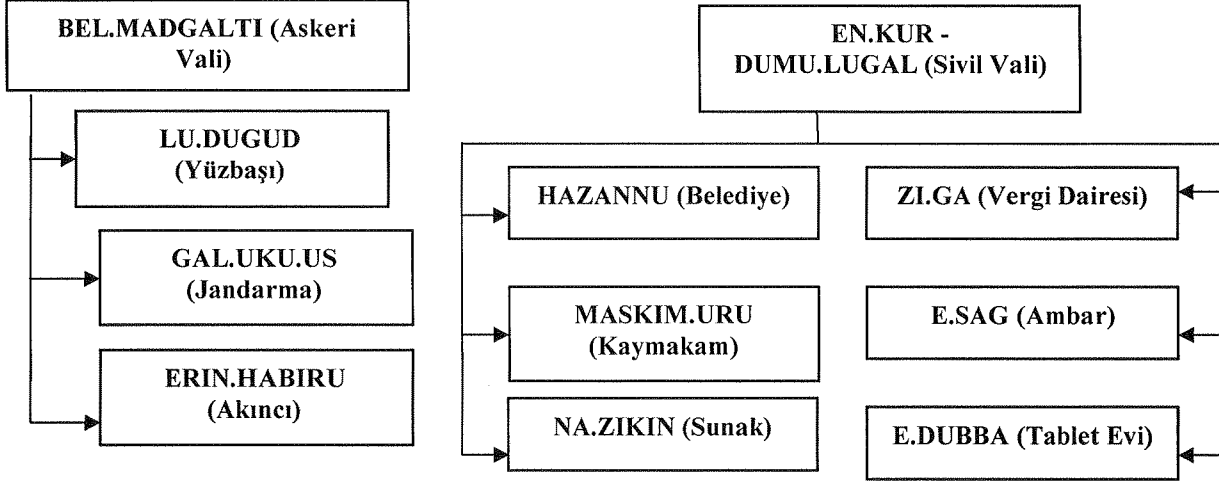 BEL.MADGALTI (Askeri
Vali)
LU.DUGUD
(Yüzbaşı)
GAL.UKU.US
(Jandarma)
ERIN.HABIRU
(Akıncı)
EN.KUR -
DUMU.LUGAL (Sivil Vali)
HAZANNU (Belediye)
MASKIM.URU
(Kaymakam)
NA.ZIKIN (Sunak)
ZI.GA (Vergi Dairesi)
E.SAG (Ambar)
E.DUBBA (Tablet Evi)